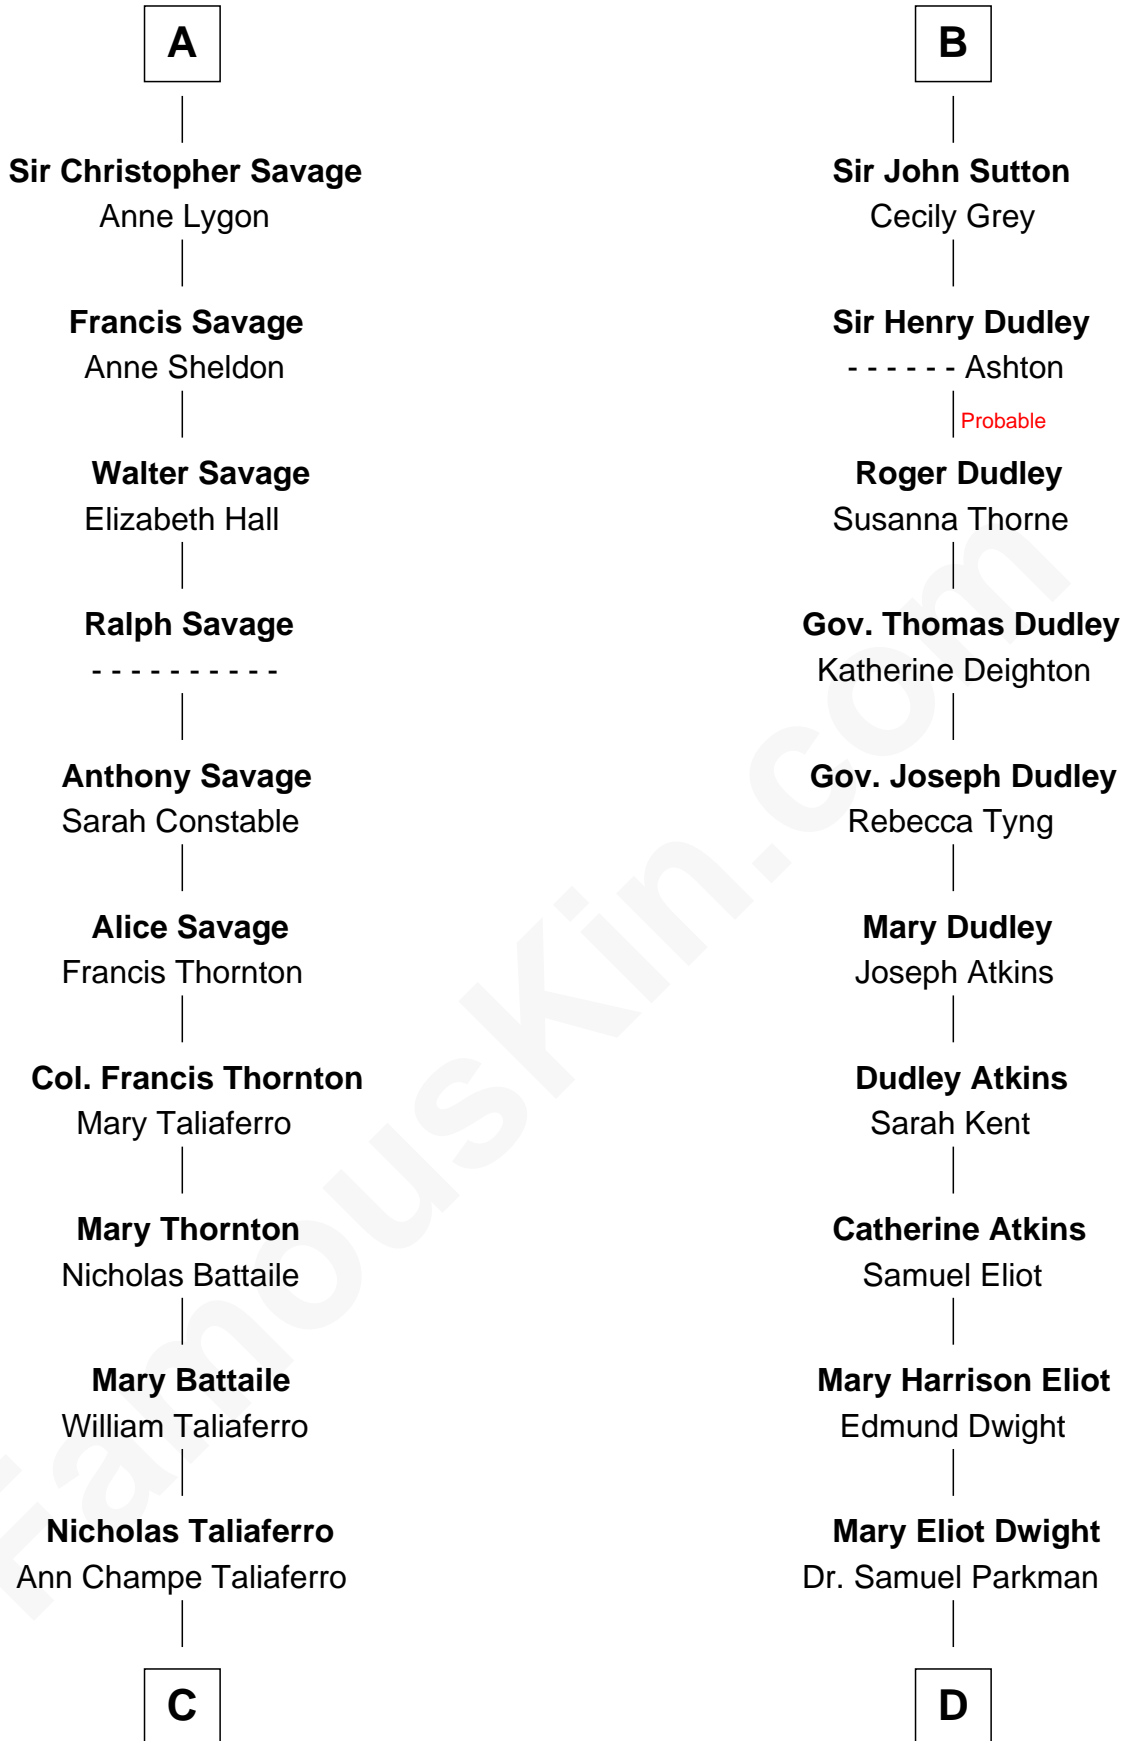 A
Sir Christopher Savage
Anne Lygon
Francis Savage
Anne Sheldon
Walter Savage
Elizabeth Hall
Ralph Savage
- - - - - - - - - -
Anthony Savage
Sarah Constable
Alice Savage
Francis Thornton
Col. Francis Thornton
Mary Taliaferro
Mary Thornton
Nicholas Battaile
Mary Battaile
William Taliaferro
Nicholas Taliaferro
Ann Champe Taliaferro
C
B
Sir John Sutton
Cecily Grey
Sir Henry Dudley
- - - - - - Ashton
Probable
Roger Dudley
Susanna Thorne
Gov. Thomas Dudley
Katherine Deighton
Gov. Joseph Dudley
Rebecca Tyng
Mary Dudley
Joseph Atkins
Dudley Atkins
Sarah Kent
Catherine Atkins
Samuel Eliot
Mary Harrison Eliot
Edmund Dwight
Mary Eliot Dwight
Dr. Samuel Parkman
D
FamousKin.com